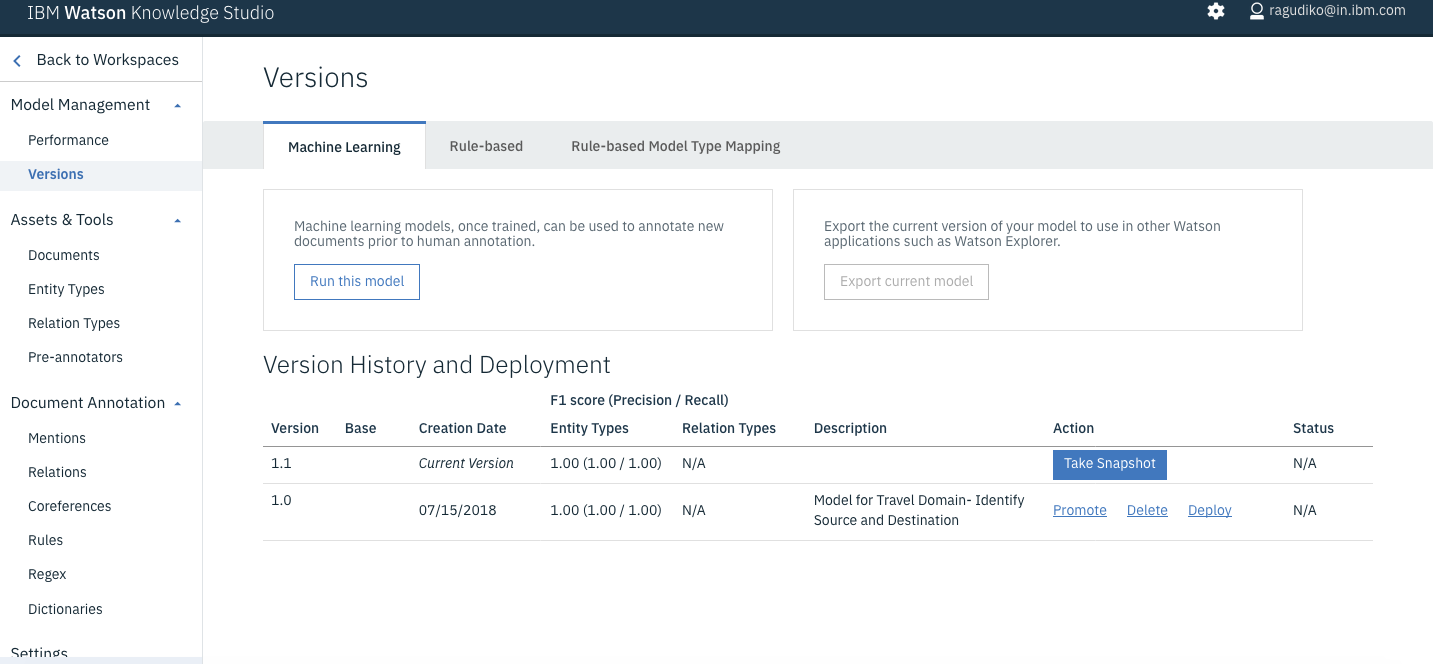 IBM Watson Knowledge Studio
ragudiko@in.ibm.com
Back to Workspaces
Model Management
Performance
Versions
Assets & Tools
Documents
Entity Types
Relation Types
Pre-annotators
Document Annotation
Mentions
Relations
Coreferences
Rules
Regex
Dictionaries
Settings
Versions
Machine Learning
Rule-based
Rule-based Model Type Mapping
Machine learning models, once trained, can be used to annotate new
documents prior to human annotation.
Run this model
Export the current version of your model to use in other Watson
applications such as Watson Explorer.
Export current model
Version History and Deployment
F1 score (Precision / Recall)
Version Base Creation Date Entity Types Relation Types Description Action Status
1.1 Current Version 1.00 (1.00 / 1.00) N/A Take Snapshot N/A
1.0 07/15/2018 1.00 (1.00 / 1.00) N/A Model for Travel Domain- Identify Promote Delete Deploy N/A
Source and Destination